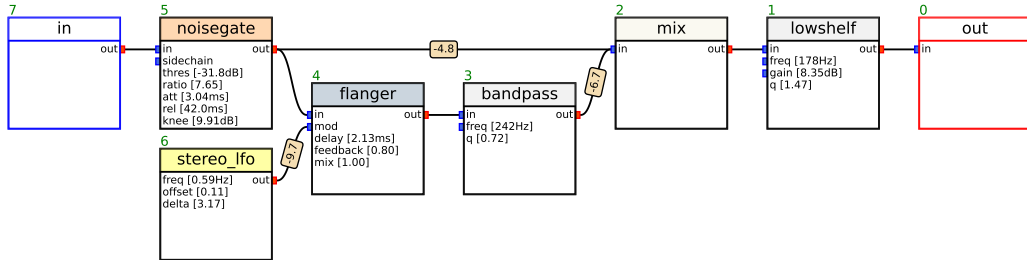 7
in
out
5
noisegate
in out
sidechain
thres [-31.8dB]
ratio [7.65]
att [3.04ms]
rel [42.0ms]
knee [9.91dB]
6
stereo_lfo
freq [0.59Hz] out
offset [0.11]
delta [3.17]
-9.7
4
flanger
in out
mod
delay [2.13ms]
feedback [0.80]
mix [1.00]
-4.8
3
bandpass
in out
freq [242Hz]
q [0.72]
-6.7
2
mix
in out
1
lowshelf
in out
freq [178Hz]
gain [8.35dB]
q [1.47]
0
out
in